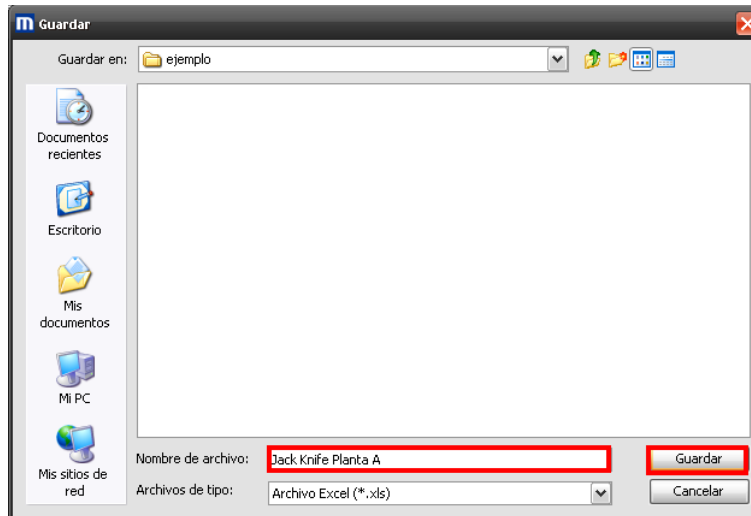 m Guardar
Guardar en:
ejemplo
Documentos
recientes
Escritorio
Mis
documentos
Mi PC
Mis sitios de
red
Nombre de archivo:
Jack Knife Planta A
Guardar
Archivos de tipo:
Archivo Excel (*.xls)
Cancelar